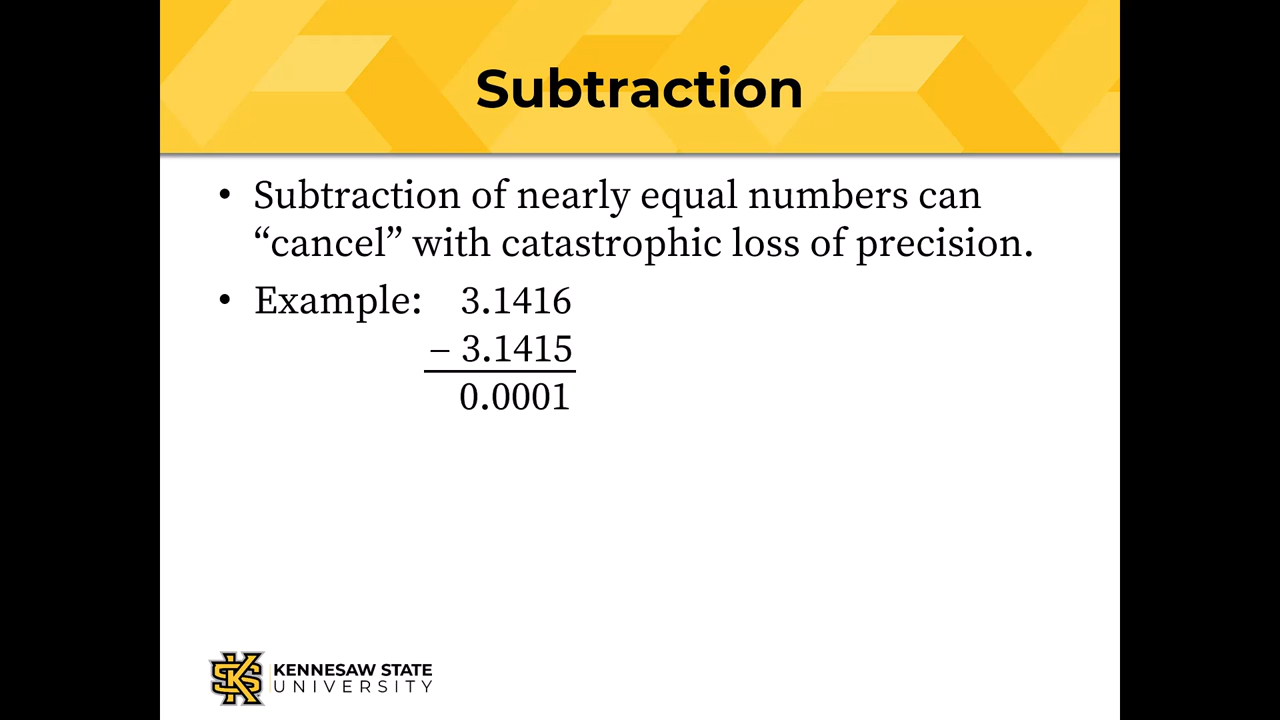 Subtraction
• Subtraction of nearly equal numbers can
“cancel” with catastrophic loss of precision.
• Example: 3.1416
– 3.1415
0.0001
KENNESAW STATE
UNIVERSITY